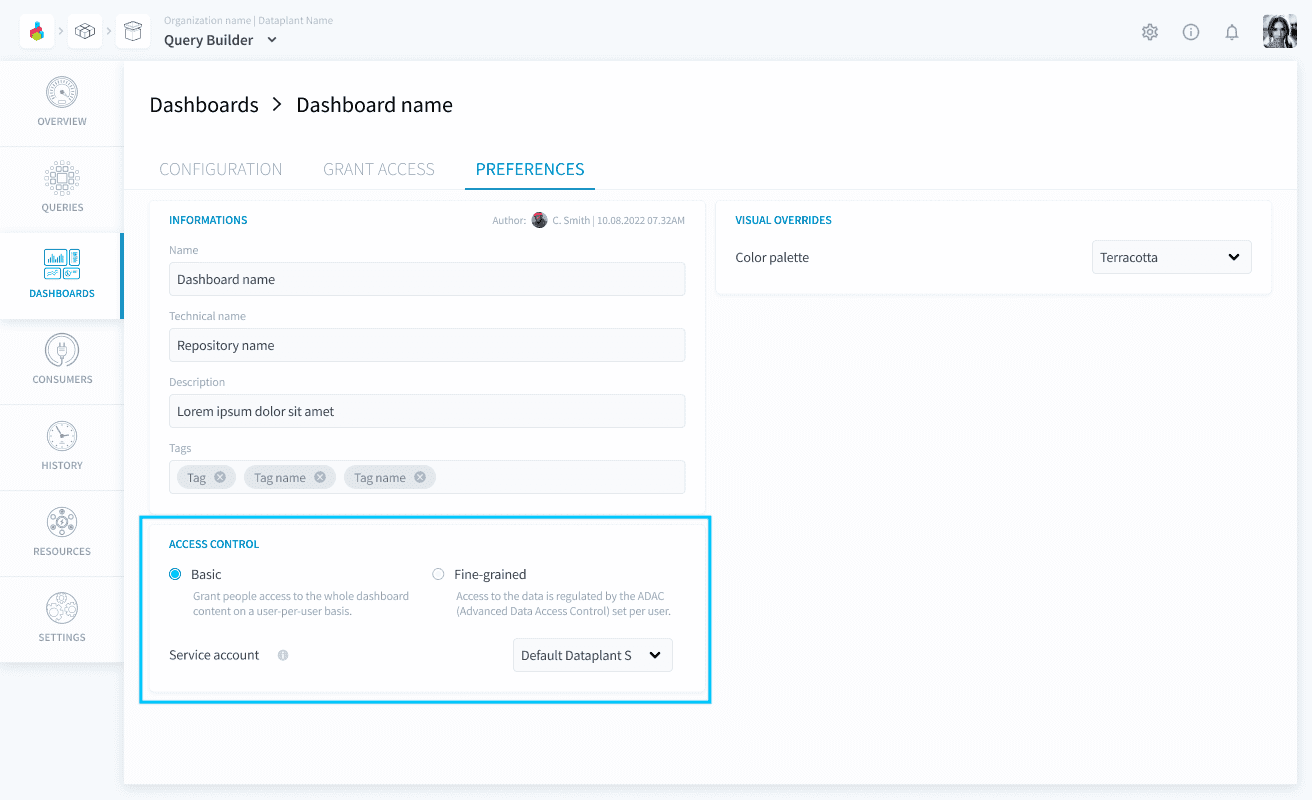 Organization name | Dataplant Name
Query Builder
OVERVIEW
QUERIES
DASHBOARDS
CONSUMERS
HISTORY
RESOURCES
SETTINGS
Dashboards > Dashboard name
CONFIGURATION GRANT ACCESS PREFERENCES
INFORMATIONS Author: C. Smith | 10.08.2022 07.32AM
Name
Dashboard name
Technical name
Repository name
Description
Lorem ipsum dolor sit amet
Tags
Tag Tag name Tag name
VISUAL OVERRIDES
Color palette Terracotta
ACCESS CONTROL
Basic
Grant people access to the whole dashboard
content on a user-per-user basis.
Fine-grained
Access to the data is regulated by the ADAC
(Advanced Data Access Control) set per user.
Service account Default Dataplant S